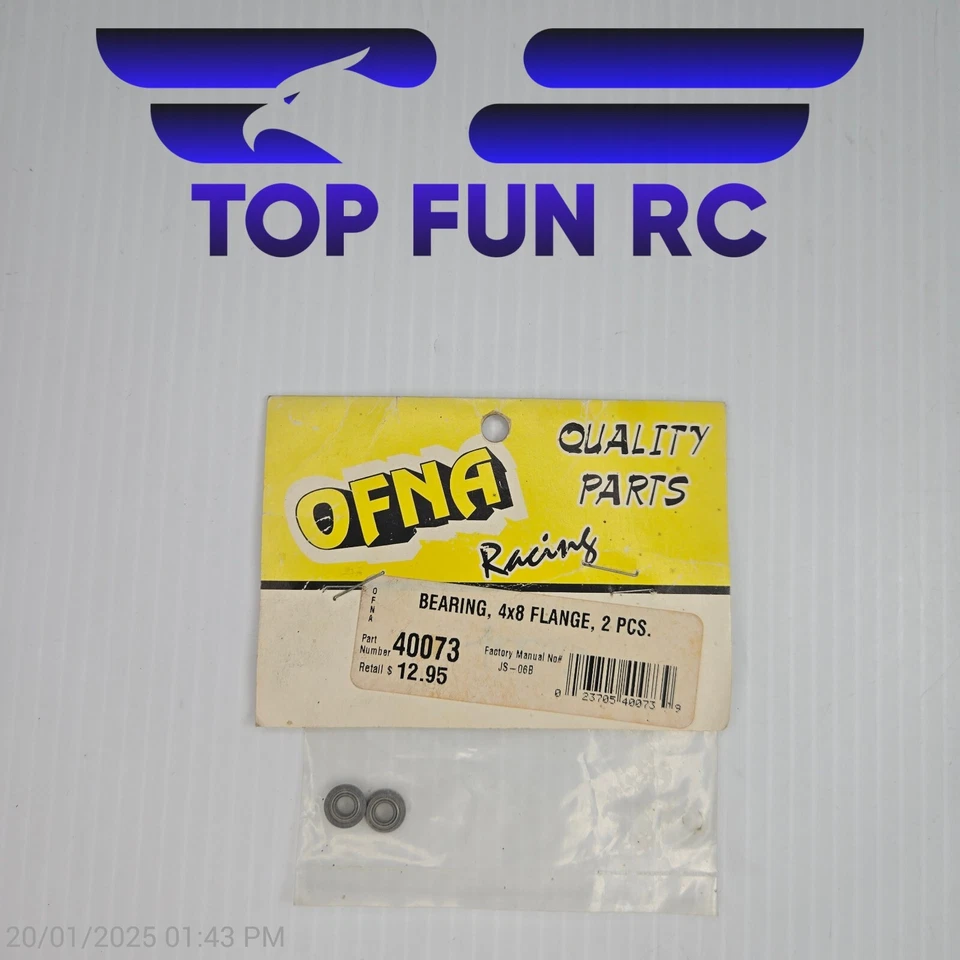 TOP FUN RC
OFNA
Racing
QUALITY
PARTS
OFNA
BEARING, 4x8 FLANGE, 2 PCS.
Part
Number 40073
Retail $ 12.95
Factory Manual No#
JS-06B
0 23705 40073 9
20/01/2025 01:43 PM